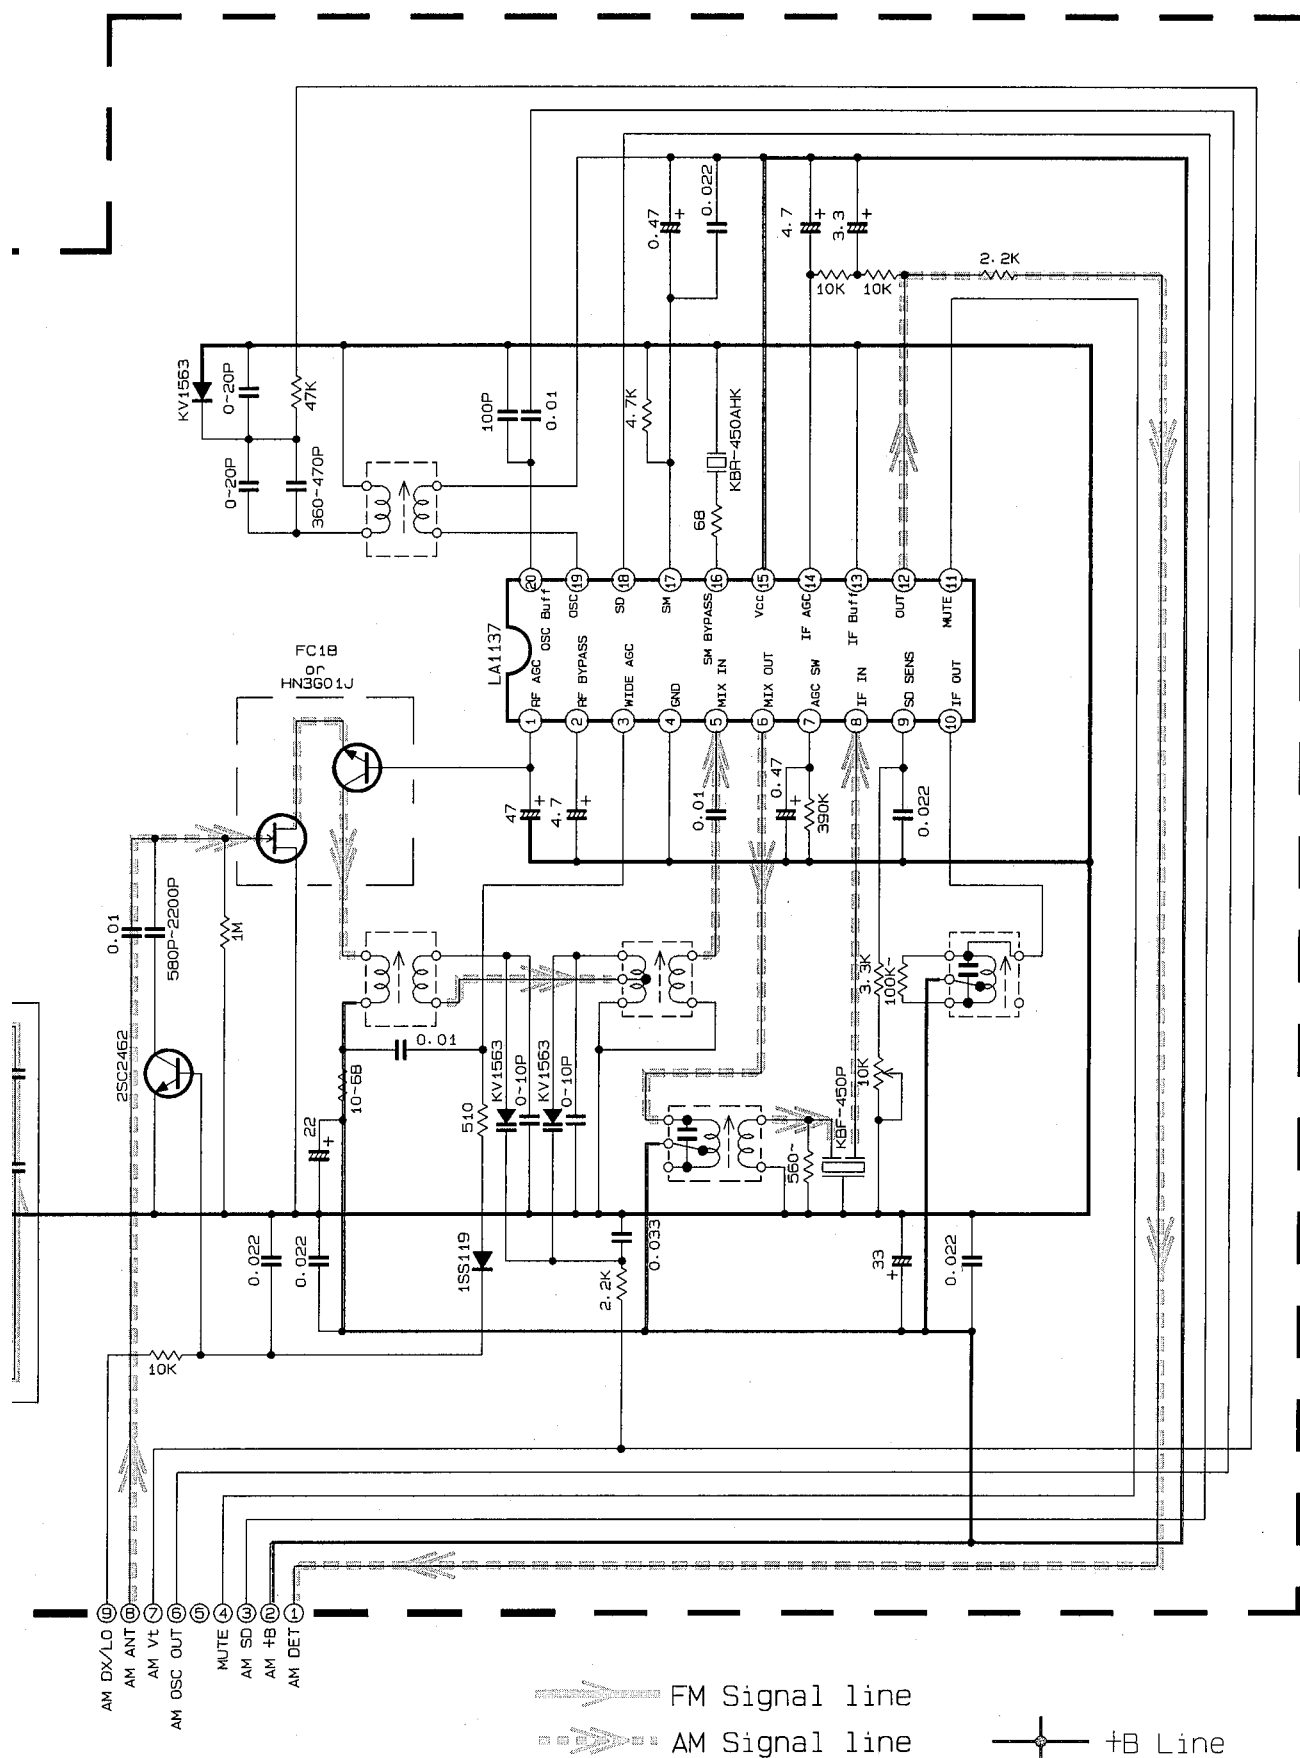 0.47
+
0.022
4.7
+
3.3
+
2.2K
10K
10K
KV1563
0~20P
47K
100P
0.01
4.7K
KBR-450AHK
0~20P
360~470P
68
20
19
18
17
16
15
14
13
12
11
OSC Buff
OSC
SD
SM
SM BYPASS
Vcc
IF AGC
IF Buff
OUT
MUTE
LA1137
RF AGC
RF BYPASS
WIDE AGC
GND
MIX IN
MIX OUT
AGC SW
IF IN
SD SENS
IF OUT
1
2
3
4
5
6
7
8
9
10
FC18
or
HN3G01J
47
+
4.7
+
0.01
0.47
+
390K
0.022
0.01
580P~2200P
1M
3.3K
100K~
2SC2462
0.01
10~68
KV1563
0~10P
KV1563
0~10P
510
10K
KBF-450P
22
+
560~
0.022
0.022
1SS119
0.033
2.2K
33
+
0.022
10K
9
8
7
6
5
4
3
2
1
AM DX/LO
AM ANT
AM Vt
AM OSC OUT
MUTE
AM SD
AM +B
AM DET
FM Signal line
AM Signal line
+B Line